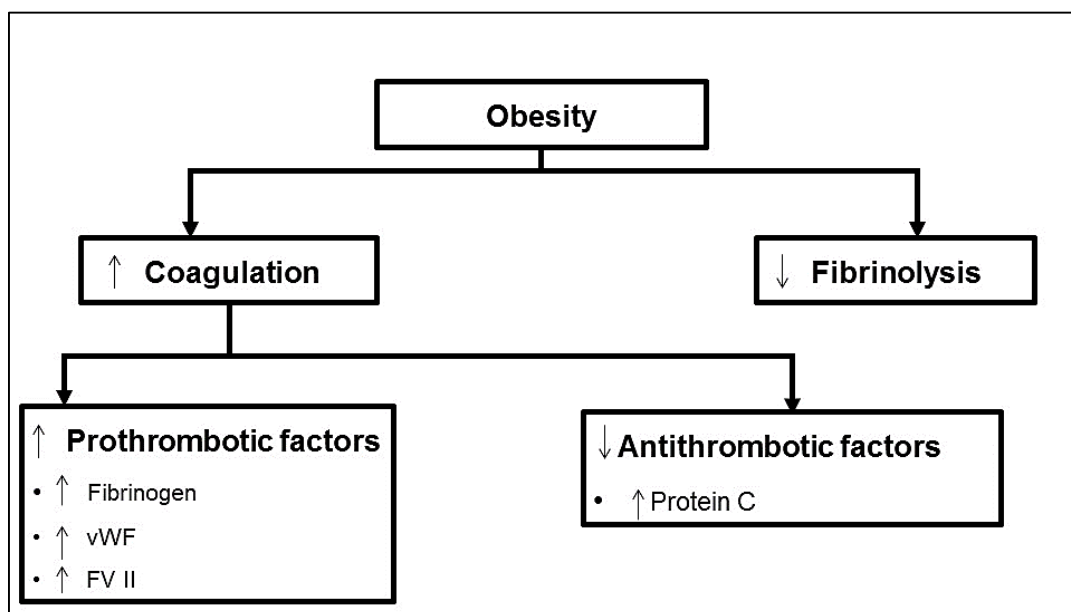 Obesity
↑ Coagulation
↓ Fibrinolysis
↑ Prothrombotic factors
• ↑ Fibrinogen
• ↑ vWF
• ↑ FV II
↓ Antithrombotic factors
• ↑ Protein C